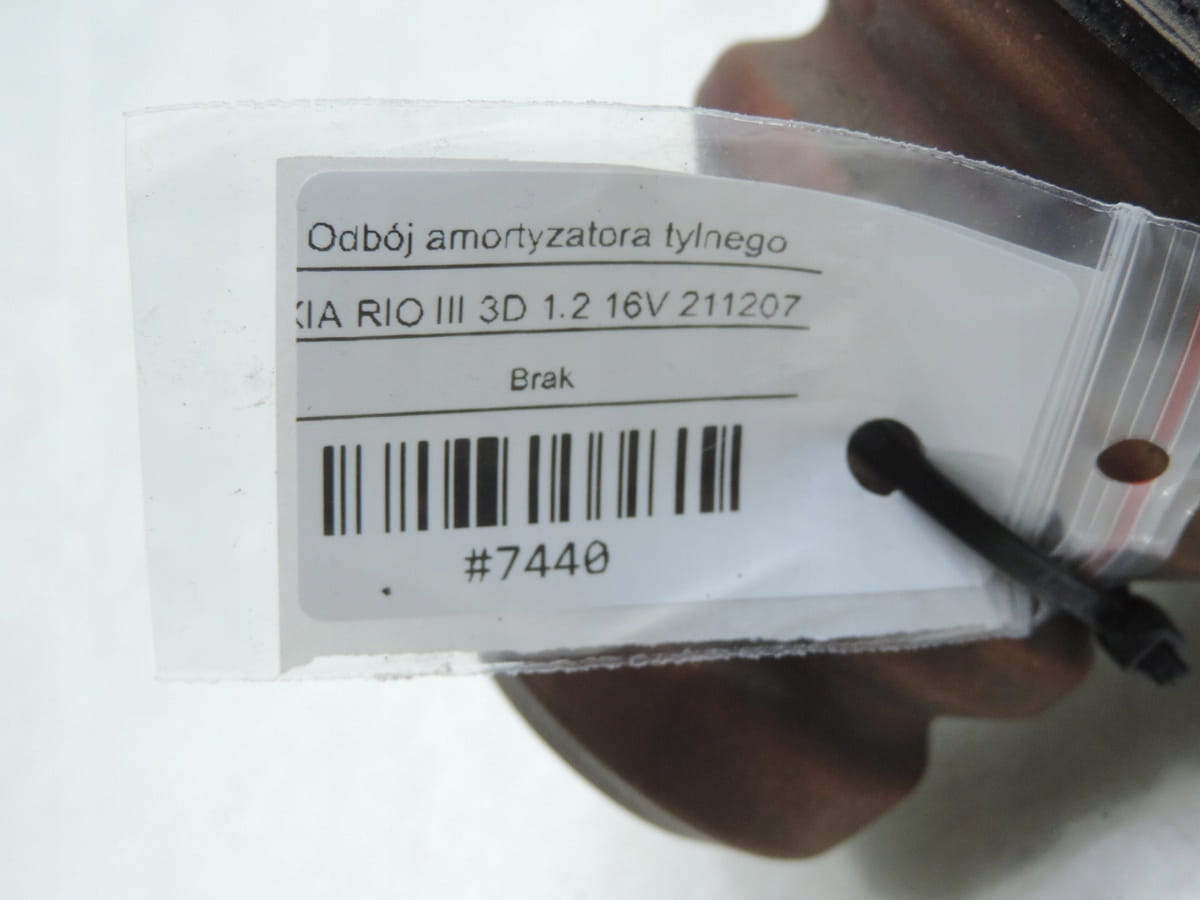 Odbój amortyzatora tylnego
KIA RIO III 3D 1.2 16V 211207
Brak
#7440